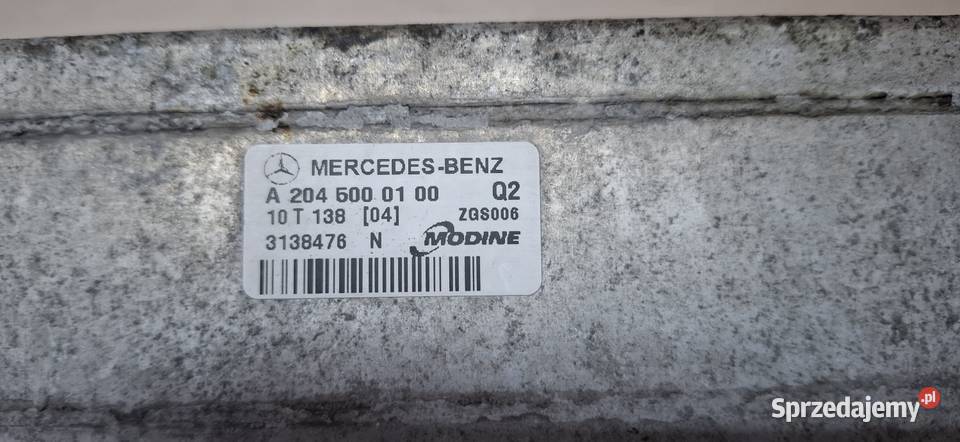 MERCEDES-BENZ
A 204 500 01 00 Q2
10 T 138 [04] ZGS006
3138476 N MODINE
Sprzedajemy.pl